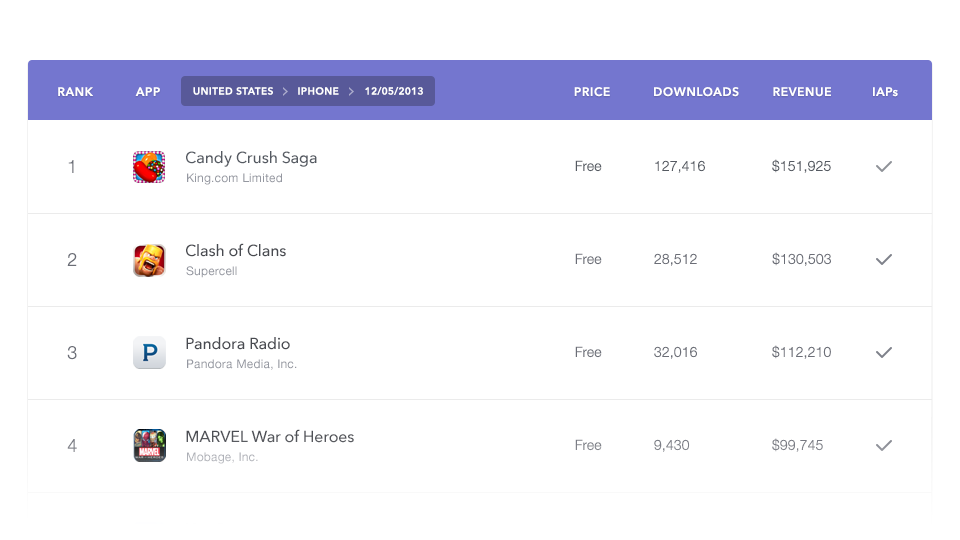 RANK APP UNITED STATES > IPHONE > 12/05/2013 PRICE DOWNLOADS REVENUE IAPs
1 Candy Crush Saga Free 127,416 $151,925 ✓
King.com Limited
2 Clash of Clans Free 28,512 $130,503 ✓
Supercell
3 P Pandora Radio Free 32,016 $112,210 ✓
Pandora Media, Inc.
4 MARVEL MARVEL War of Heroes Free 9,430 $99,745 ✓
Mobage, Inc.